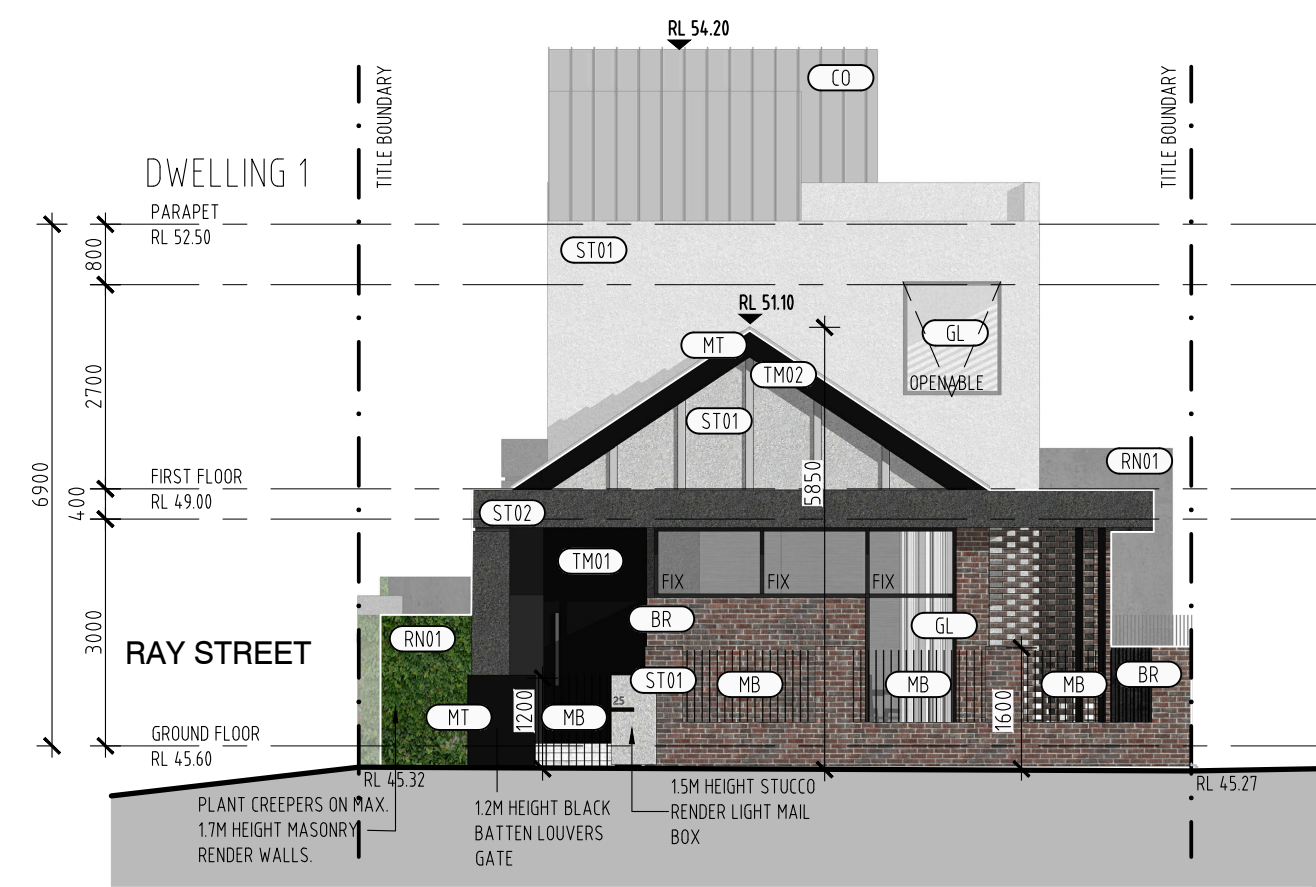 RL 54.20
CO
TITLE BOUNDARY
TITLE BOUNDARY
DWELLING 1
PARAPET
RL 52.50
800
ST01
RL 51.10
MT
GL
OPENABLE
TM02
2700
ST01
RN01
FIRST FLOOR
RL 49.00
6900
400
5850
ST02
TM01
FIX
FIX
FIX
3000
BR
GL
RAY STREET
RN01
ST01
MB
MB
MB
BR
25
MT
1200
MB
1600
GROUND FLOOR
RL 45.60
RL 45.32
RL 45.27
PLANT CREEPERS ON MAX.
1.7M HEIGHT MASONRY
RENDER WALLS.
1.2M HEIGHT BLACK
BATTEN LOUVERS
GATE
1.5M HEIGHT STUCCO
RENDER LIGHT MAIL
BOX